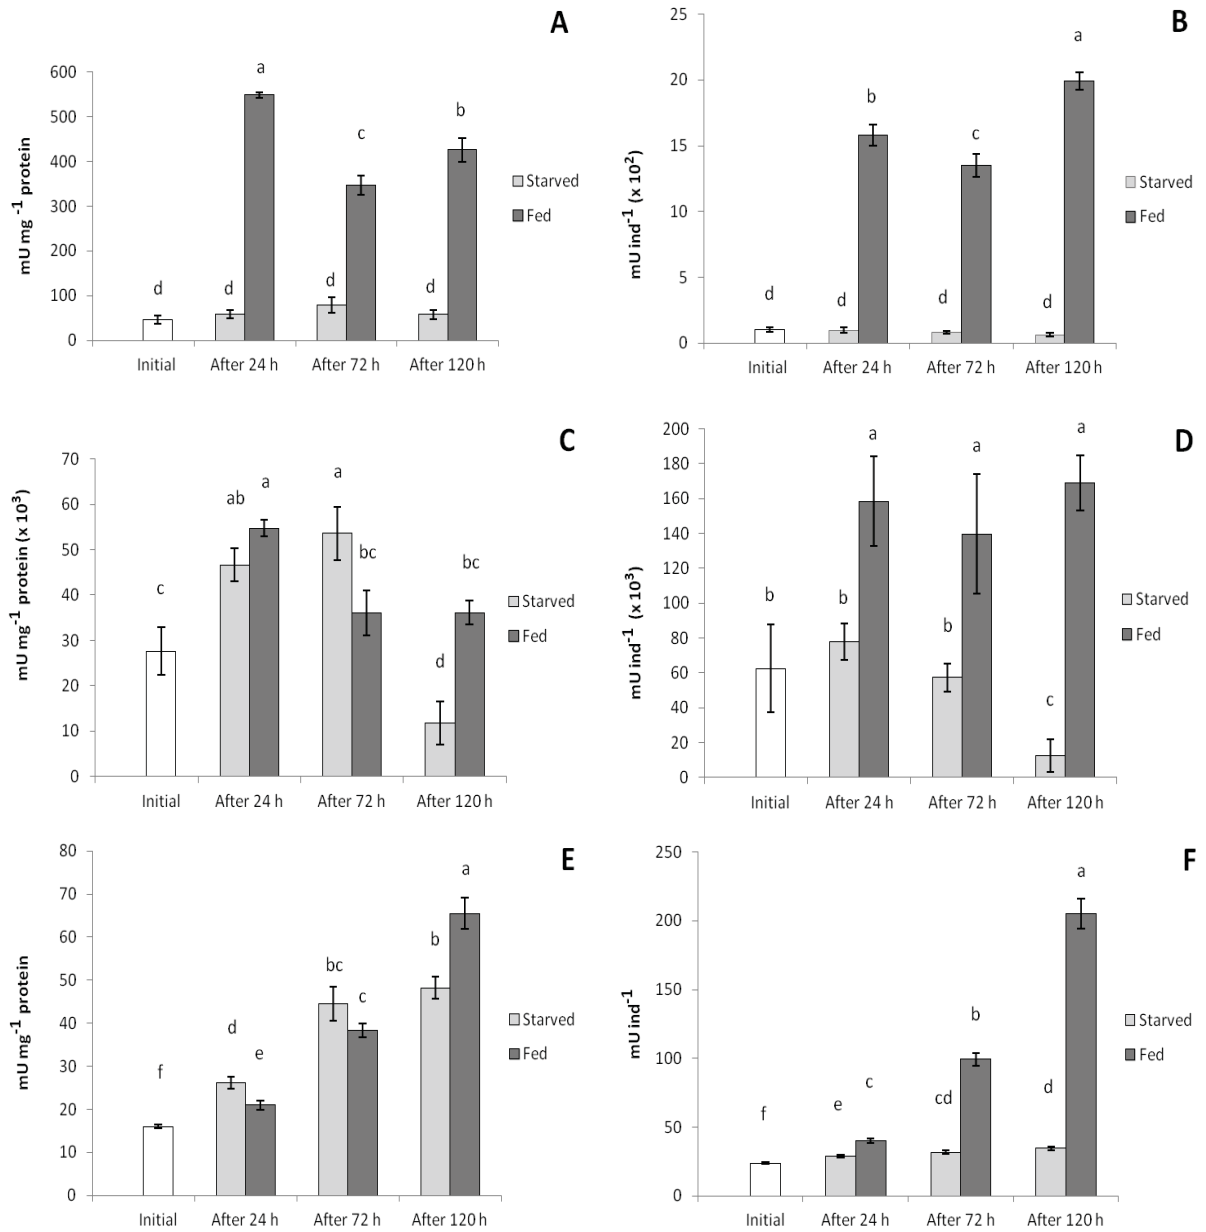 A
mU mg -1 protein
600
500
400
300
200
100
0
d
d
a
d
c
d
b
Initial
After 24 h
After 72 h
After 120 h
Starved
Fed
B
mU ind-1 (x 102)
25
20
15
10
5
0
d
d
b
d
c
d
a
Initial
After 24 h
After 72 h
After 120 h
Starved
Fed
C
mU mg-1 protein (x 103)
70
60
50
40
30
20
10
0
c
ab
a
a
bc
d
bc
Initial
After 24 h
After 72 h
After 120 h
Starved
Fed
D
mU ind-1 (x 103)
200
180
160
140
120
100
80
60
40
20
0
b
b
a
b
a
c
a
Initial
After 24 h
After 72 h
After 120 h
Starved
Fed
E
mU mg-1 protein
80
70
60
50
40
30
20
10
0
f
d
e
bc
c
b
a
Initial
After 24 h
After 72 h
After 120 h
Starved
Fed
F
mU ind-1
250
200
150
100
50
0
f
e
c
cd
b
d
a
Initial
After 24 h
After 72 h
After 120 h
Starved
Fed